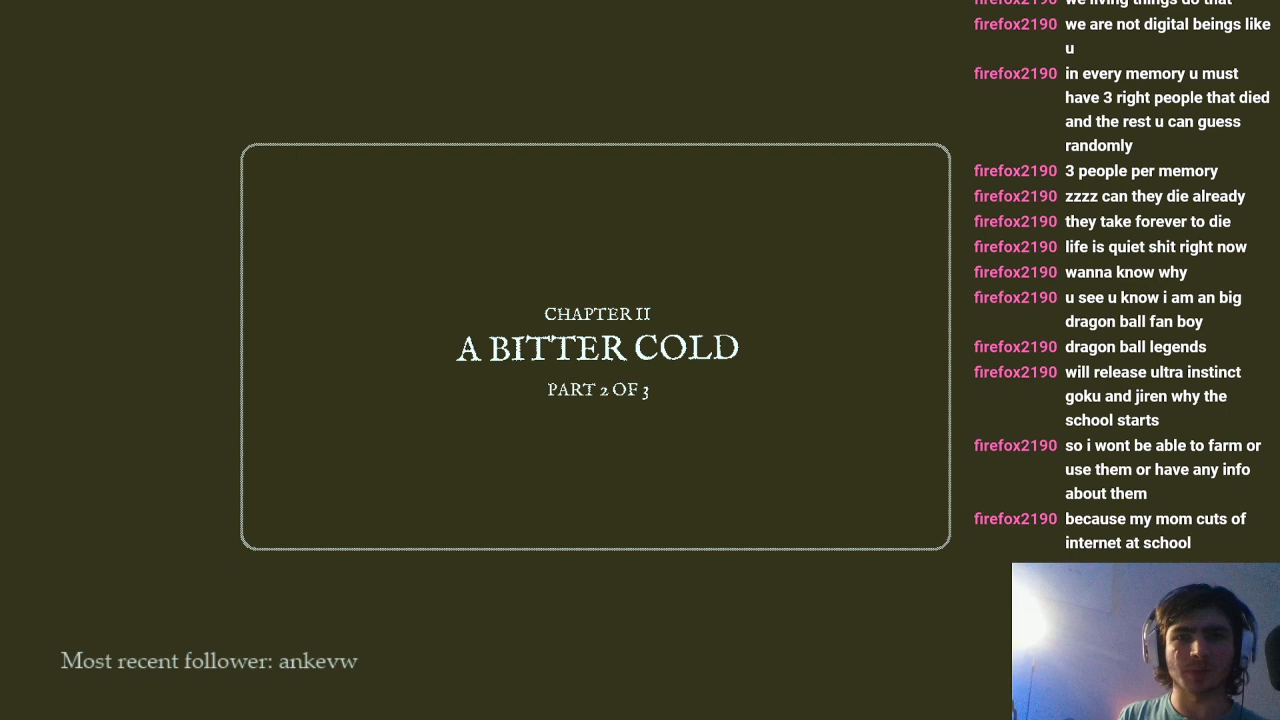 CHAPTER II
A BITTER COLD
PART 2 OF 3
Most recent follower: ankevw
firefox2190 we living things do that
firefox2190 we are not digital beings like
u
firefox2190 in every memory u must
have 3 right people that died
and the rest u can guess
randomly
firefox2190 3 people per memory
firefox2190 zzzz can they die already
firefox2190 they take forever to die
firefox2190 life is quiet shit right now
firefox2190 wanna know why
firefox2190 u see u know i am an big
dragon ball fan boy
firefox2190 dragon ball legends
firefox2190 will release ultra instinct
goku and jiren why the
school starts
firefox2190 so i wont be able to farm or
use them or have any info
about them
firefox2190 because my mom cuts of
internet at school